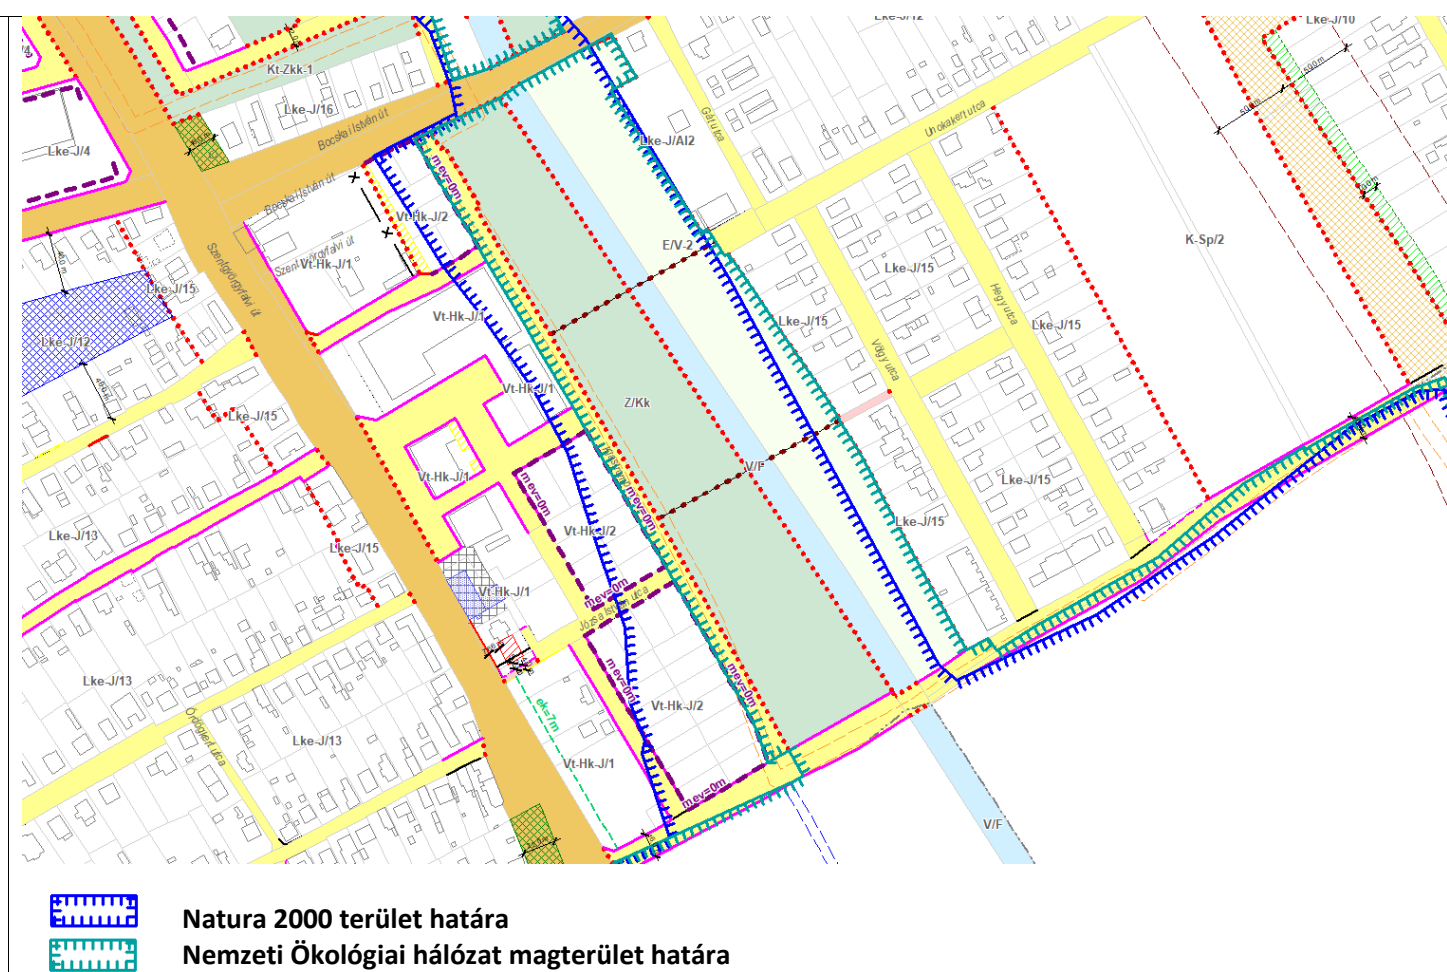 Lke-J/12
Lke-J/10
Kt-Zkk-1
Lke-J/16
Bocskai István út
Gát utca
Unokakert utca
Lke-J/4
Lke-J/AI2
mev=0m
Bocskai István út
Vt-Hk-J/2
Szentgyörgyfalvi út
Szentgyörgyfalvi út
Vt-Hk-J/1
E/V-2
K-Sp/2
Lke-J/15
Lke-J/15
Hegy utca
Vt-Hk-J/1
Lke-J/15
Lke-J/15
Lke-J/12
Völgy utca
Vt-Hk-J/1
Z/Kk
Lke-J/15
V/F
Vt-Hk-J/1
Lke-J/15
mev=0m
mev=0m
Lke-J/15
Vt-Hk-J/2
Lke-J/13
Lke-J/15
Vt-Hk-J/1
mev=0m
Józsa István utca
Lke-J/13
mev=0m
mev=0m
Vt-Hk-J/2
ek=7m
Lke-J/13
Vt-Hk-J/1
mev=0m
V/F
Natura 2000 terület határa
Nemzeti Ökológiai hálózat magterület határa